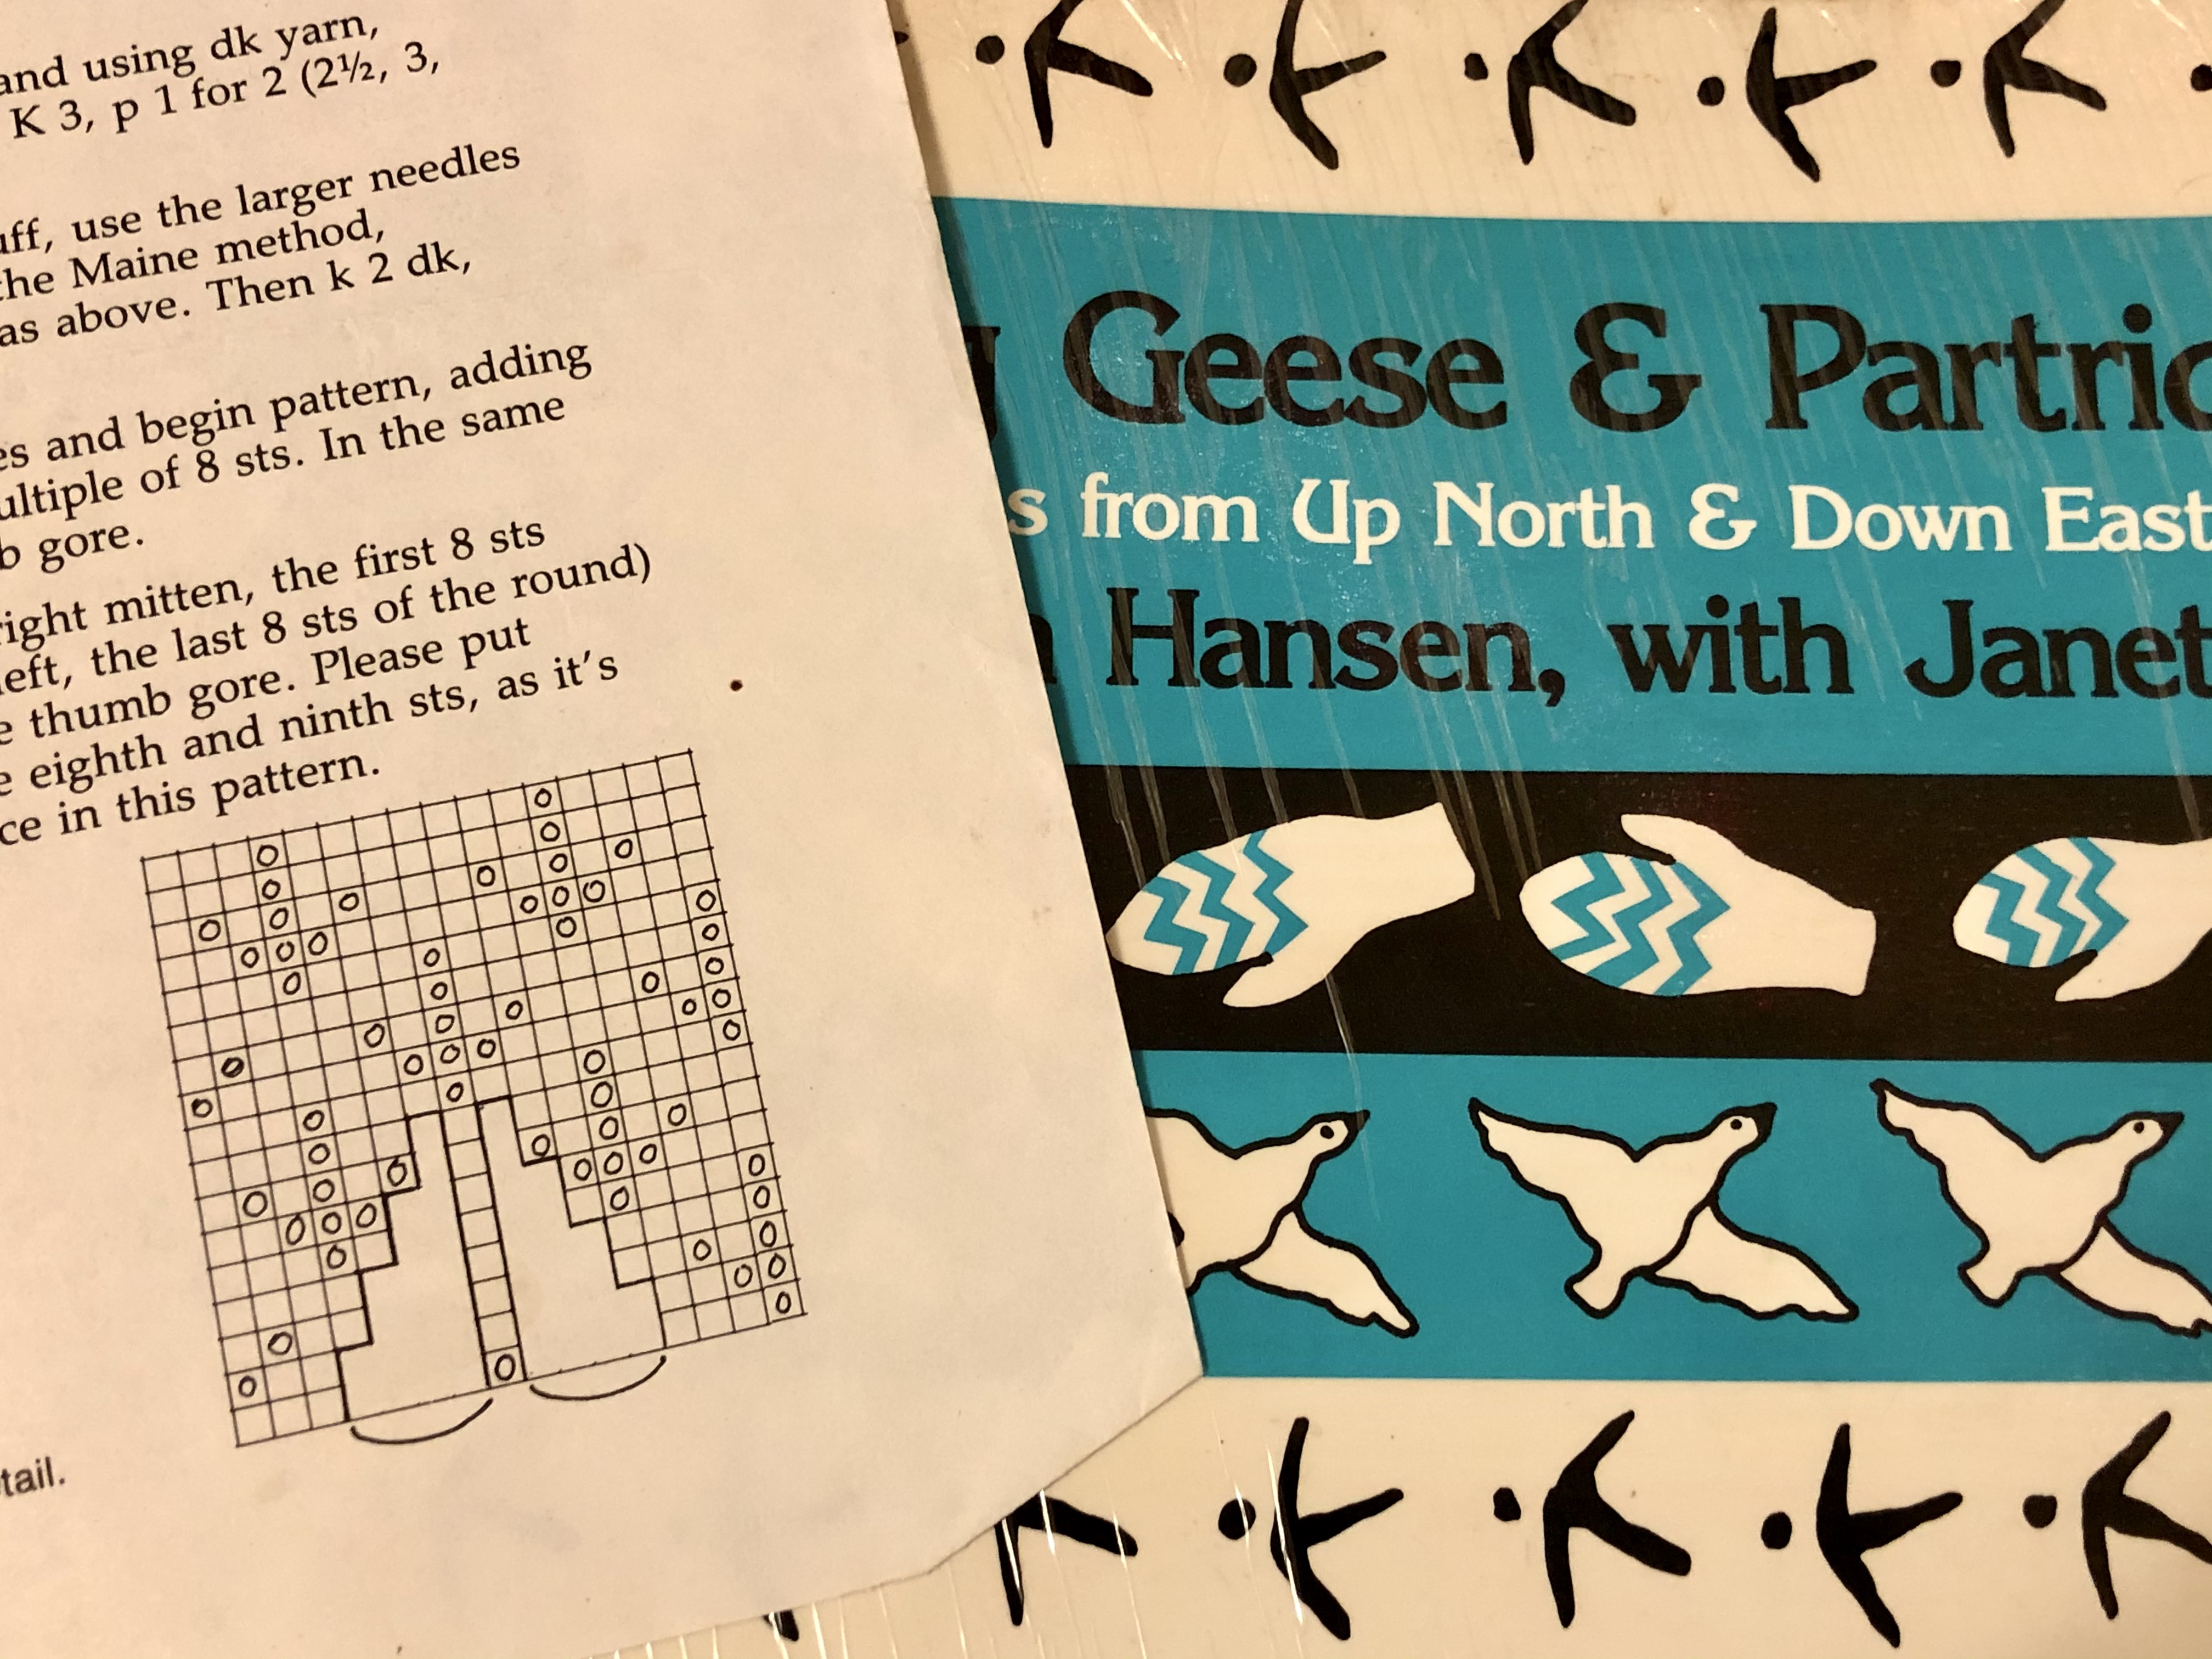 and using dk yarn,
K 3, p 1 for 2 (2½, 3,
uff, use the larger needles
the Maine method,
as above. Then k 2 dk,
es and begin pattern, adding
ultiple of 8 sts. In the same
b gore.
right mitten, the first 8 sts
left, the last 8 sts of the round)
e thumb gore. Please put
e eighth and ninth sts, as it's
ce in this pattern.
tail.
g Geese & Partric
s from Up North & Down East
n Hansen, with Janet